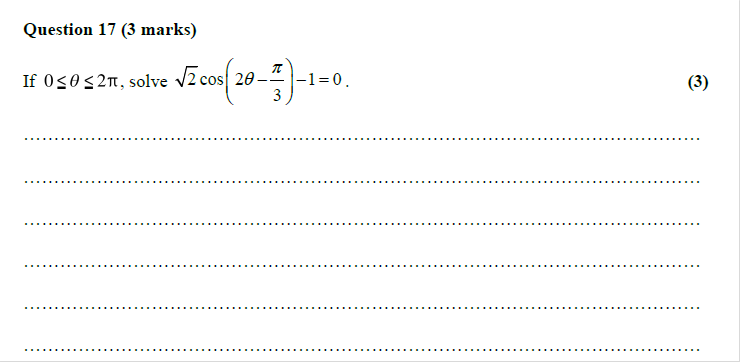 Question 17 (3 marks)
If 0≤θ≤2π, solve √2 cos(2θ−π/3)−1=0. (3)